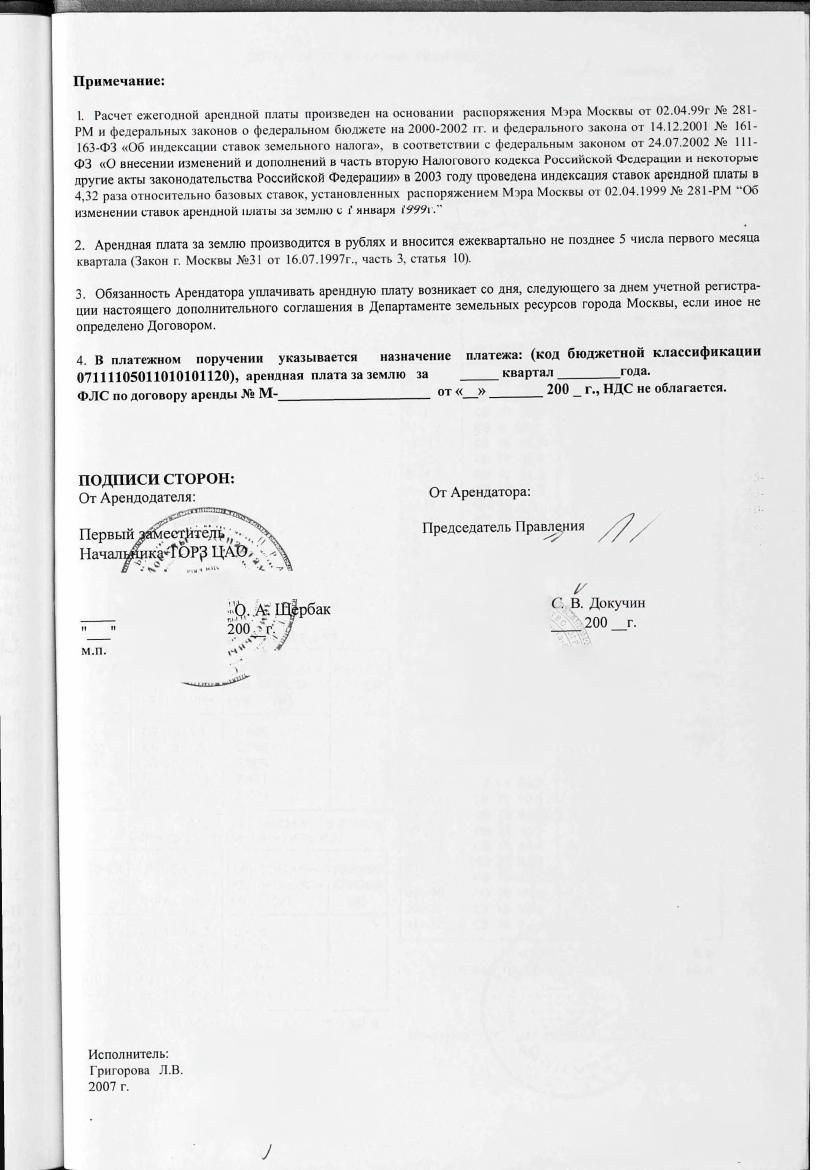 Примечание:
1. Расчет ежегодной арендной платы произведен на основании распоряжения Мэра Москвы от 02.04.99г № 281-
РМ и федеральных законов о федеральном бюджете на 2000-2002 гг. и федерального закона от 14.12.2001 № 161-
163-ФЗ «Об индексации ставок земельного налога», в соответствии с федеральным законом от 24.07.2002 № 111-
ФЗ «О внесении изменений и дополнений в часть вторую Налогового кодекса Российской Федерации и некоторые
другие акты законодательства Российской Федерации» в 2003 году проведена индексация ставок арендной платы в
4,32 раза относительно базовых ставок, установленных распоряжением Мэра Москвы от 02.04.1999 № 281-РМ “Об
изменении ставок арендной платы за землю с 1 января 1999г.”
2. Арендная плата за землю производится в рублях и вносится ежеквартально не позднее 5 числа первого месяца
квартала (Закон г. Москвы №31 от 16.07.1997г., часть 3, статья 10).
3. Обязанность Арендатора уплачивать арендную плату возникает со дня, следующего за днем учетной регистра-
ции настоящего дополнительного соглашения в Департаменте земельных ресурсов города Москвы, если иное не
определено Договором.
4. В платежном поручении указывается назначение платежа: (код бюджетной классификации
07111105011010101120), арендная плата за землю за _____ квартал ________года.
ФЛС по договору аренды № М-____________________ от «__» _______ 200 _ г., НДС не облагается.
ПОДПИСИ СТОРОН:
От Арендодателя:
От Арендатора:
Первый заместитель
Начальника ТОРЗ ЦАО
Председатель Правления
_____ О. А. Щербак
"___" 200__г.
м.п.
С. В. Докучин
____ 200 __г.
Исполнитель:
Григорова Л.В.
2007 г.